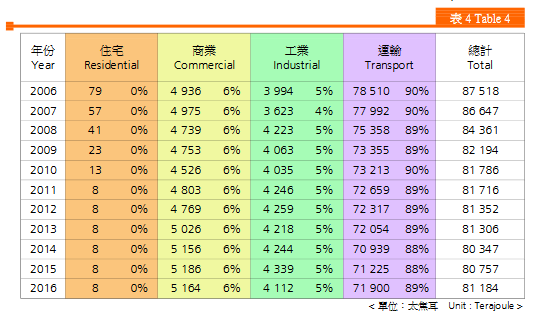 表 4 Table 4
年份 住宅 商業 工業 運輸 總計
Year Residential Commercial Industrial Transport Total
2006 79 0% 4 936 6% 3 994 5% 78 510 90% 87 518
2007 57 0% 4 975 6% 3 623 4% 77 992 90% 86 647
2008 41 0% 4 739 6% 4 223 5% 75 358 89% 84 361
2009 23 0% 4 753 6% 4 063 5% 73 355 89% 82 194
2010 13 0% 4 526 6% 4 035 5% 73 213 90% 81 786
2011 8 0% 4 803 6% 4 246 5% 72 659 89% 81 716
2012 8 0% 4 769 6% 4 259 5% 72 317 89% 81 352
2013 8 0% 5 026 6% 4 218 5% 72 054 89% 81 306
2014 8 0% 5 156 6% 4 244 5% 70 939 88% 80 347
2015 8 0% 5 186 6% 4 339 5% 71 225 88% 80 757
2016 8 0% 5 164 6% 4 112 5% 71 900 89% 81 184
< 單位：太焦耳 Unit : Terajoule >